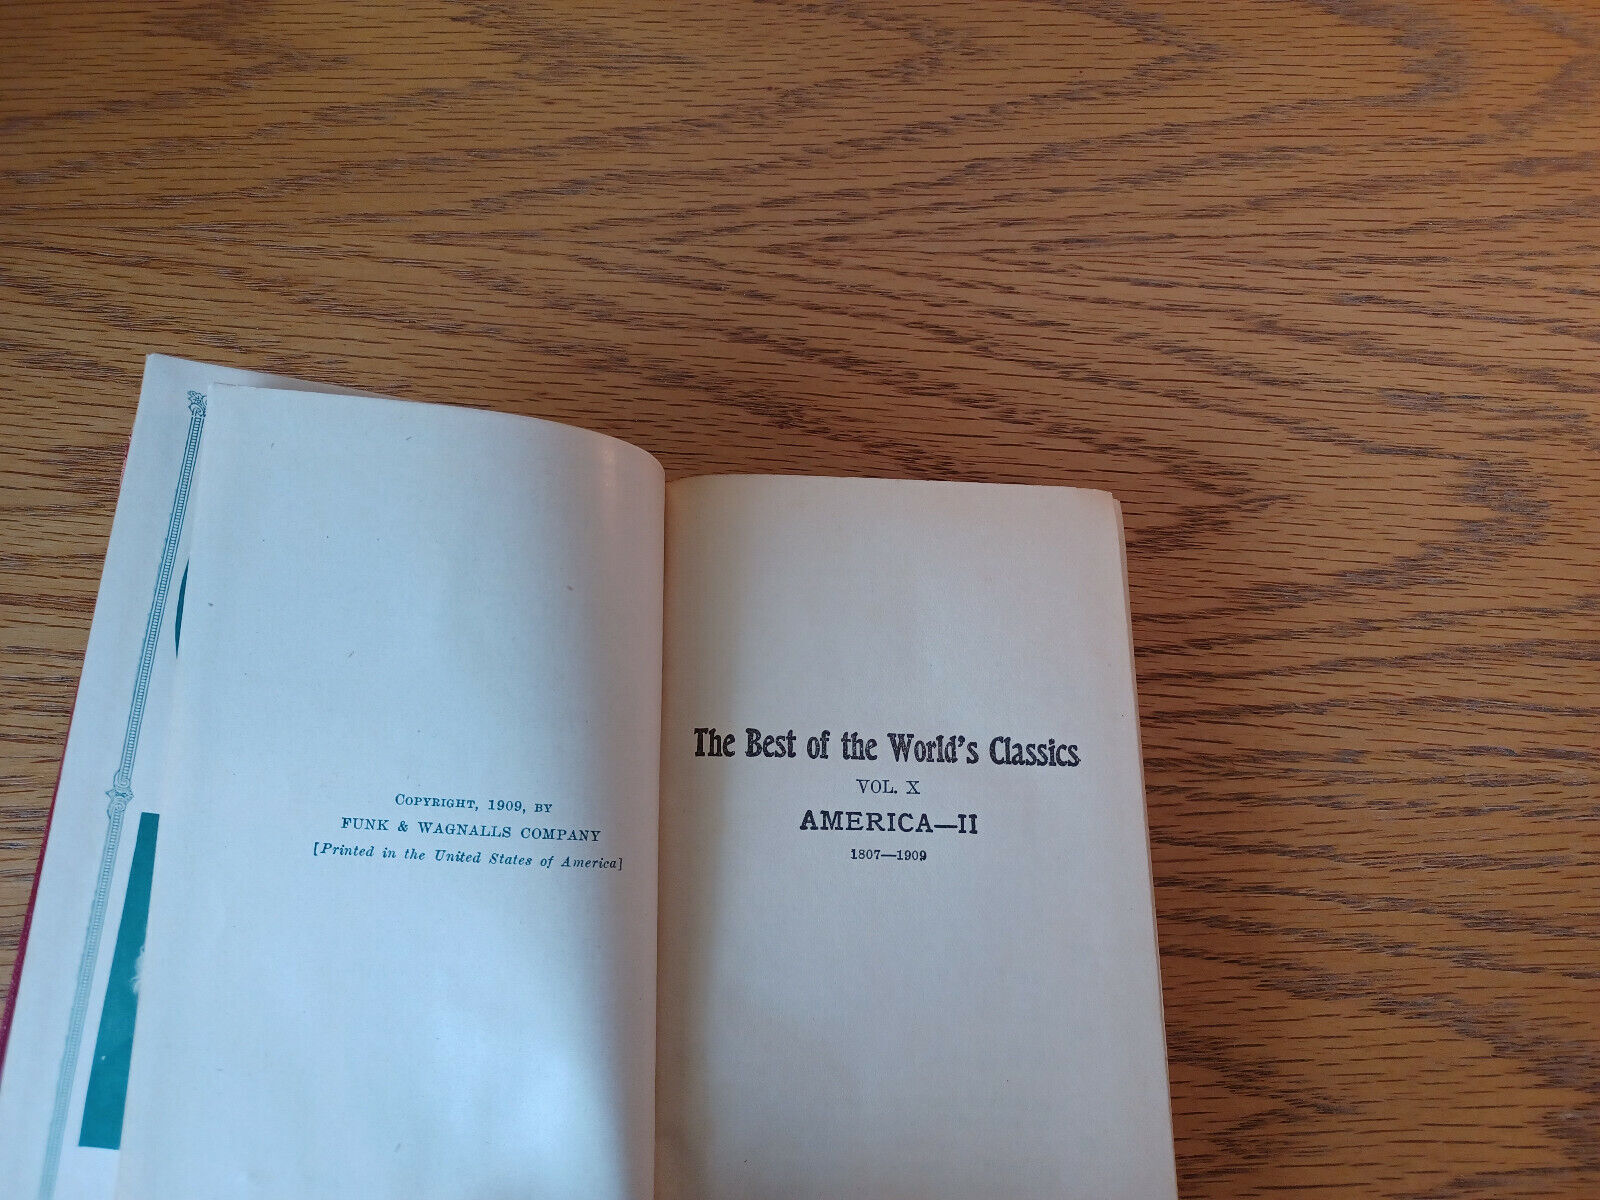 COPYRIGHT, 1909, BY
FUNK & WAGNALLS COMPANY
[Printed in the United States of America]
The Best of the World's Classics
VOL. X
AMERICA—II
1807—1909